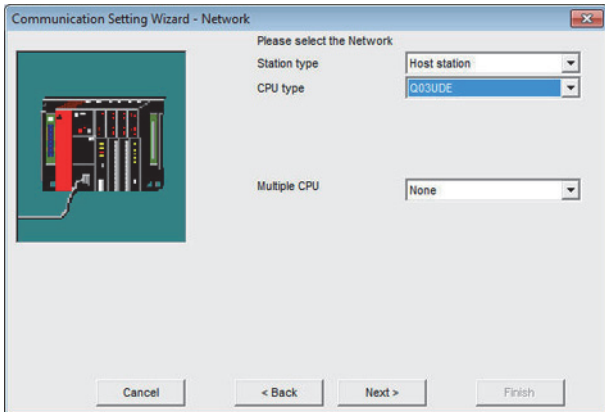 Communication Setting Wizard - Network
Please select the Network
Station type Host station
CPU type Q03UDE
Multiple CPU None
Cancel < Back Next > Finish